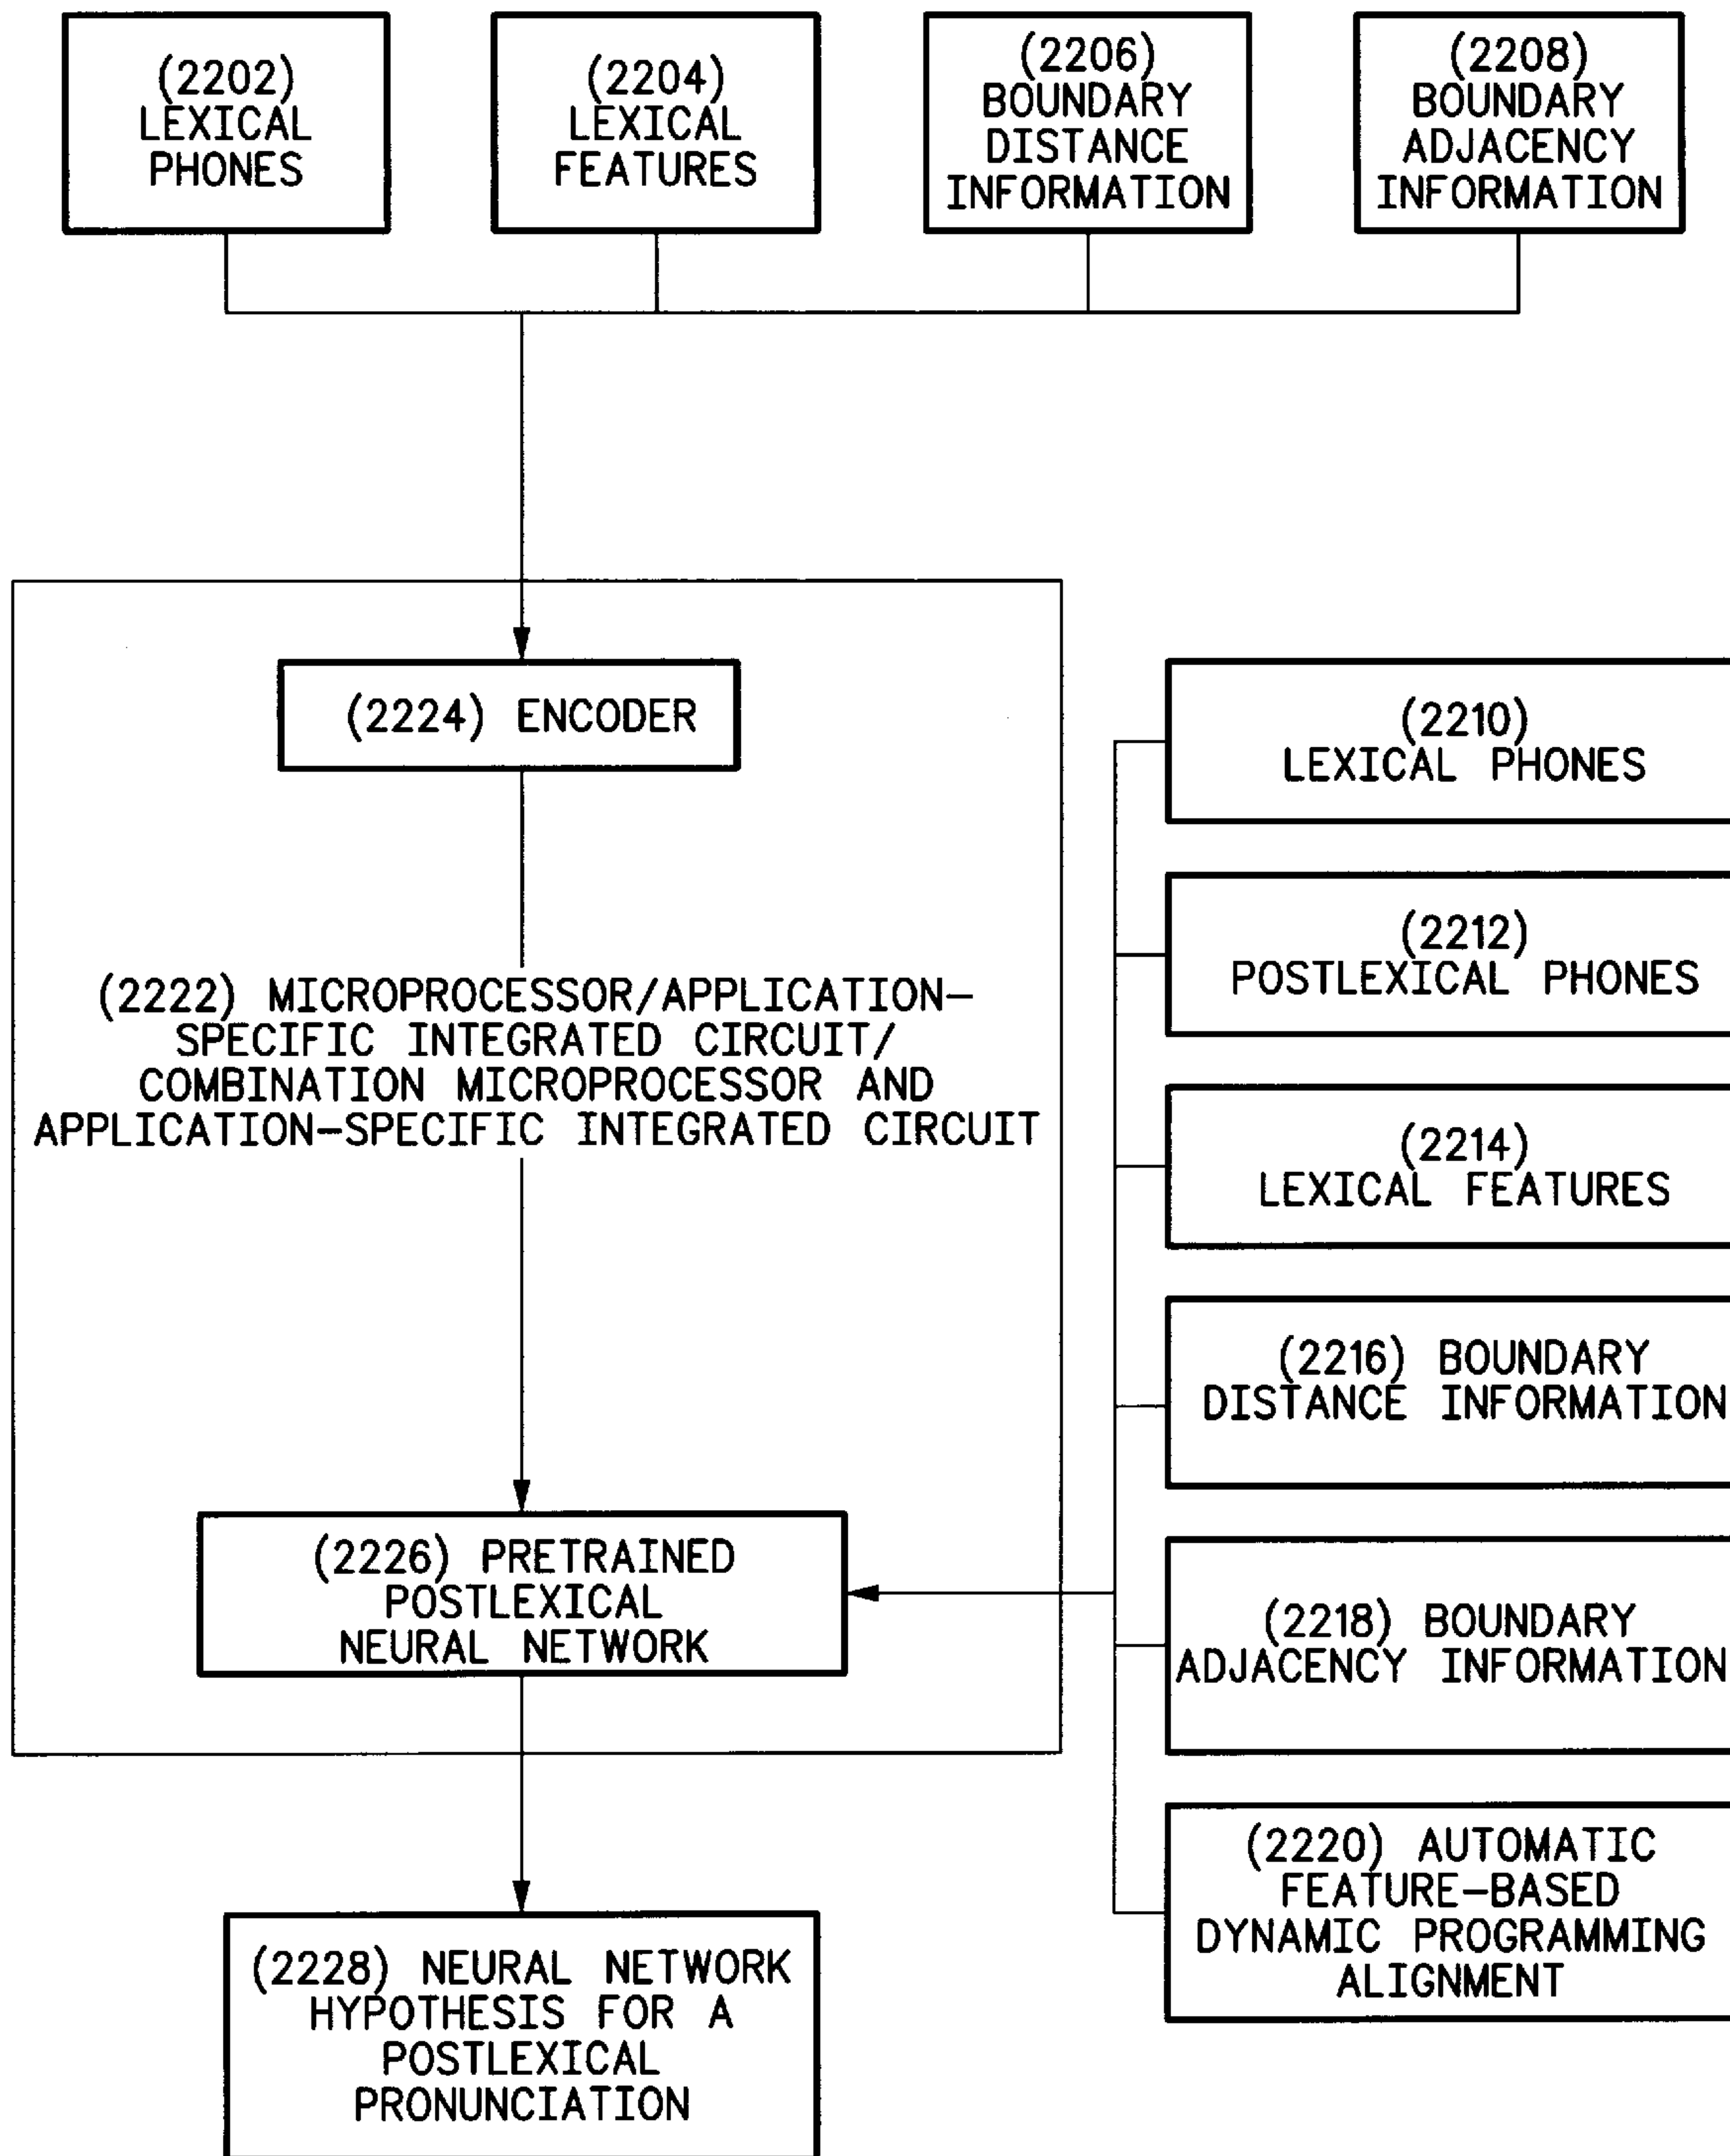 (2202)
LEXICAL
PHONES
(2204)
LEXICAL
FEATURES
(2206)
BOUNDARY
DISTANCE
INFORMATION
(2208)
BOUNDARY
ADJACENCY
INFORMATION
(2224) ENCODER
(2222) MICROPROCESSOR/APPLICATION-
SPECIFIC INTEGRATED CIRCUIT/
COMBINATION MICROPROCESSOR AND
APPLICATION-SPECIFIC INTEGRATED CIRCUIT
(2226) PRETRAINED
POSTLEXICAL
NEURAL NETWORK
(2228) NEURAL NETWORK
HYPOTHESIS FOR A
POSTLEXICAL
PRONUNCIATION
(2210)
LEXICAL PHONES
(2212)
POSTLEXICAL PHONES
(2214)
LEXICAL FEATURES
(2216) BOUNDARY
DISTANCE INFORMATION
(2218) BOUNDARY
ADJACENCY INFORMATION
(2220) AUTOMATIC
FEATURE-BASED
DYNAMIC PROGRAMMING
ALIGNMENT